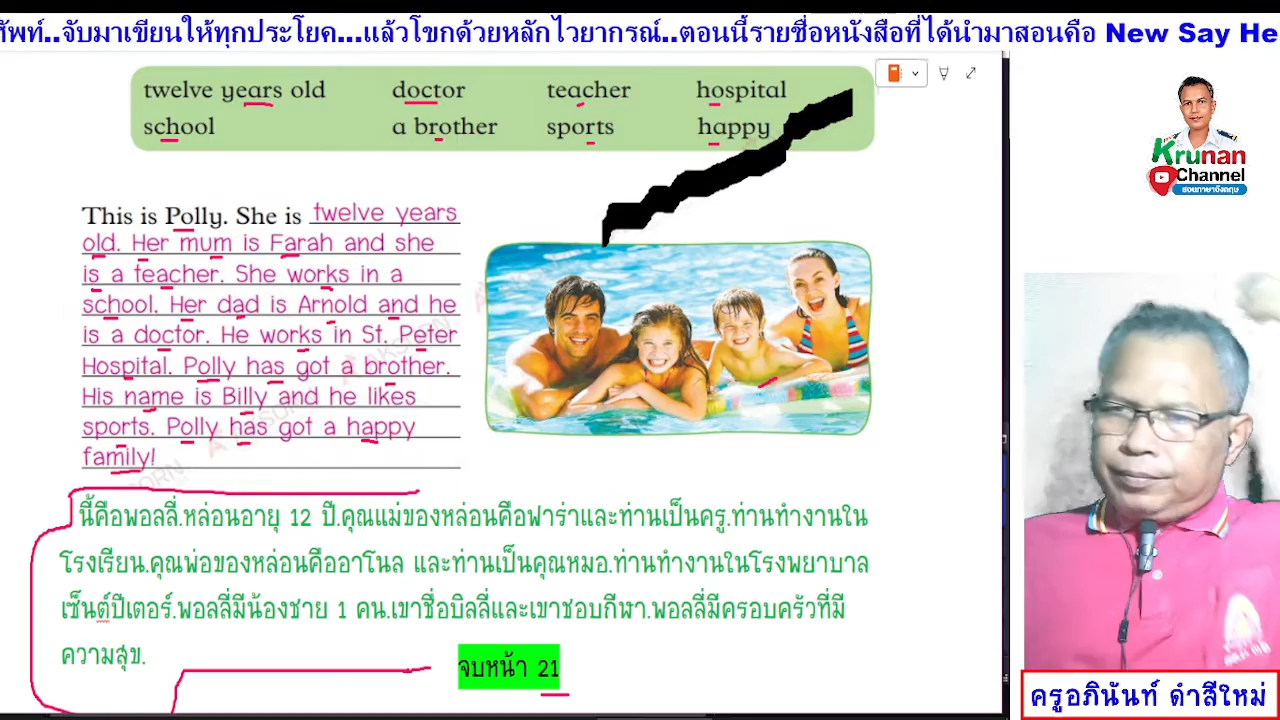 ศัพท์..จับมาเขียนให้ทุกประโยค...แล้วโขกด้วยหลักไวยากรณ์..ตอนนี้รายชื่อหนังสือที่ได้นำมาสอนคือ New Say He
twelve years old doctor teacher hospital
school a brother sports happy
Krunan
Channel
สอนภาษาอังกฤษ
This is Polly. She is twelve years
old. Her mum is Farah and she
is a teacher. She works in a
school. Her dad is Arnold and he
is a doctor. He works in St. Peter
Hospital. Polly has got a brother.
His name is Billy and he likes
sports. Polly has got a happy
family!
นี้คือพอลลี่.หล่อนอายุ 12 ปี.คุณแม่ของหล่อนคือฟาร่าและท่านเป็นครู.ท่านทำงานใน
โรงเรียน.คุณพ่อของหล่อนคืออาโนล และท่านเป็นคุณหมอ.ท่านทำงานในโรงพยาบาล
เซ็นต์ปีเตอร์.พอลลี่มีน้องชาย 1 คน.เขาชื่อบิลลี่และเขาชอบกีฬา.พอลลี่มีครอบครัวที่มี
ความสุข.
จบหน้า 21
ครูอภินันท์ ดำลีใหม่